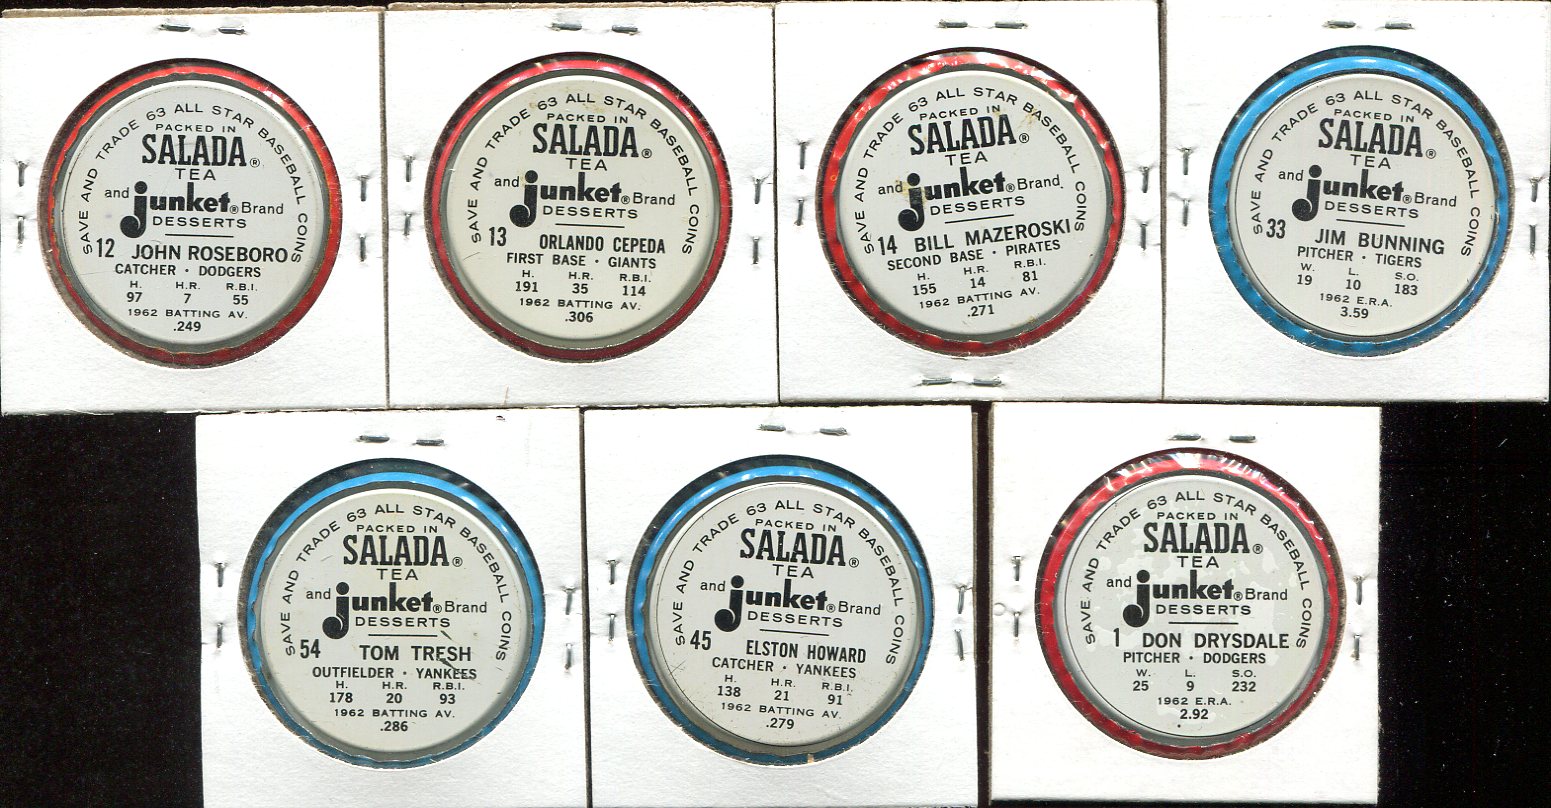 SAVE AND TRADE 63 ALL STAR BASEBALL COINS
PACKED IN
SALADA®
TEA
and junket® Brand
DESSERTS
12 JOHN ROSEBORO
CATCHER · DODGERS
H. H.R. R.B.I.
97 7 55
1962 BATTING AV.
.249
SAVE AND TRADE 63 ALL STAR BASEBALL COINS
PACKED IN
SALADA®
TEA
and junket® Brand
DESSERTS
13 ORLANDO CEPEDA
FIRST BASE · GIANTS
H. H.R. R.B.I.
191 35 114
1962 BATTING AV.
.306
SAVE AND TRADE 63 ALL STAR BASEBALL COINS
PACKED IN
SALADA®
TEA
and junket® Brand
DESSERTS
14 BILL MAZEROSKI
SECOND BASE · PIRATES
H. H.R. R.B.I.
155 14 81
1962 BATTING AV.
.271
SAVE AND TRADE 63 ALL STAR BASEBALL COINS
PACKED IN
SALADA®
TEA
and junket® Brand
DESSERTS
33 JIM BUNNING
PITCHER · TIGERS
W. L. S.O.
19 10 183
1962 E.R.A.
3.59
SAVE AND TRADE 63 ALL STAR BASEBALL COINS
PACKED IN
SALADA®
TEA
and junket® Brand
DESSERTS
54 TOM TRESH
OUTFIELDER · YANKEES
H. H.R. R.B.I.
178 20 93
1962 BATTING AV.
.286
SAVE AND TRADE 63 ALL STAR BASEBALL COINS
PACKED IN
SALADA®
TEA
and junket® Brand
DESSERTS
45 ELSTON HOWARD
CATCHER · YANKEES
H. H.R. R.B.I.
138 21 91
1962 BATTING AV.
.279
SAVE AND TRADE 63 ALL STAR BASEBALL COINS
PACKED IN
SALADA®
TEA
and junket® Brand
DESSERTS
1 DON DRYSDALE
PITCHER · DODGERS
W. L. S.O.
25 9 232
1962 E.R.A.
2.92